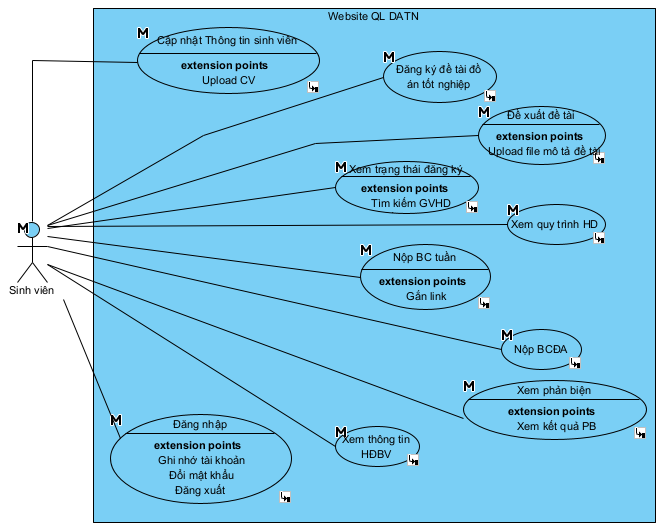 Website QL DATN
Cập nhật Thông tin sinh viên
extension points
Upload CV
Đăng ký đề tài đồ
án tốt nghiệp
Đề xuất đề tài
extension points
Upload file mô tả đề tài
Xem trạng thái đăng ký
extension points
Tìm kiếm GVHD
Xem quy trình HD
Sinh viên
Nộp BC tuần
extension points
Gắn link
Nộp BCĐA
Xem phản biện
extension points
Xem kết quả PB
Đăng nhập
extension points
Ghi nhớ tài khoản
Đổi mật khẩu
Đăng xuất
Xem thông tin
HĐBV